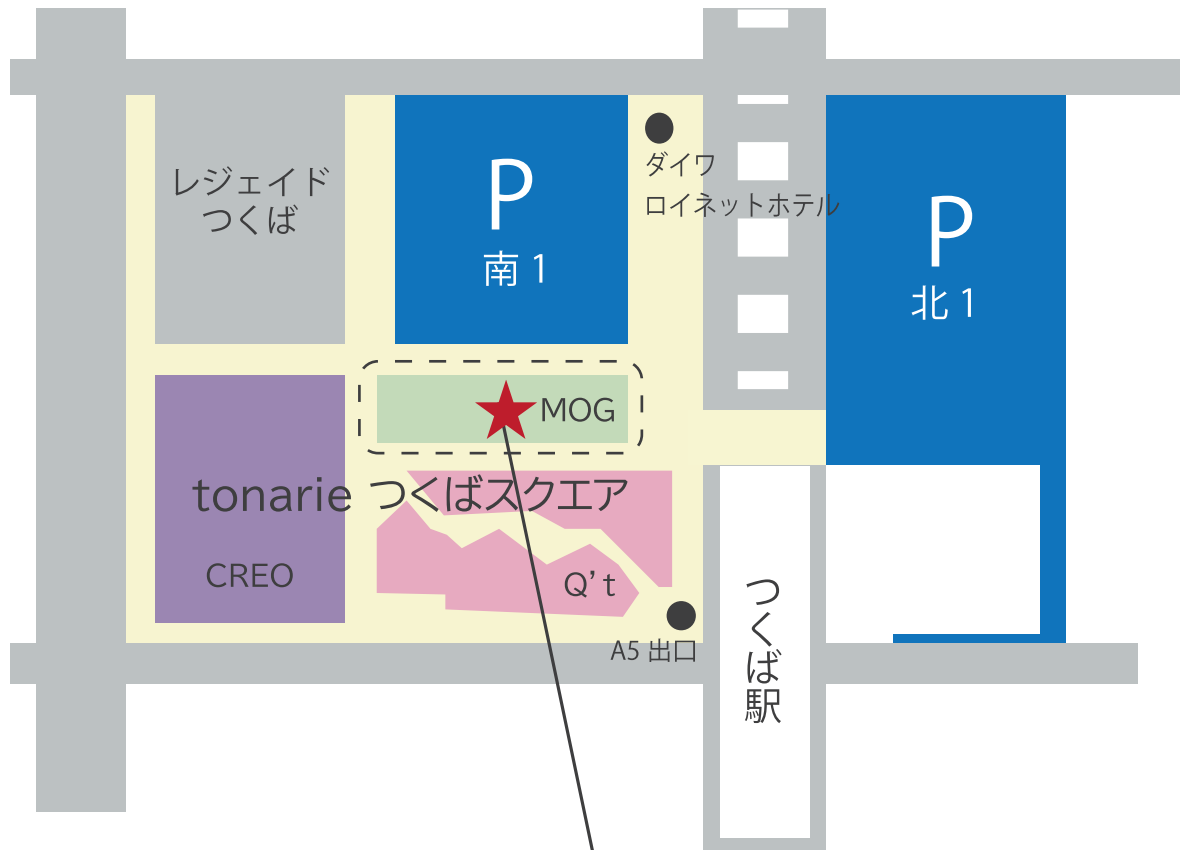 レジェイド
つくば
P
南 1
ダイワ
ロイネットホテル
P
北 1
MOG
tonarie つくばスクエア
CREO
Q’t
A5 出口
つくば駅